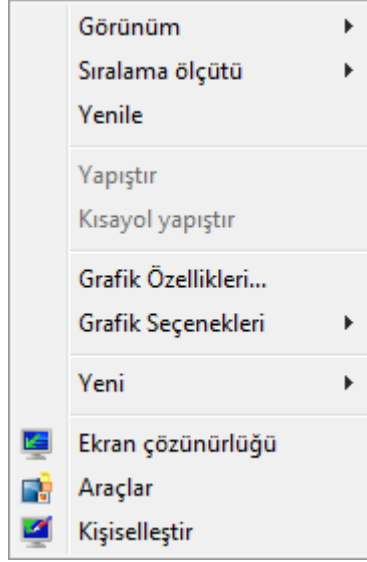 Görünüm
Sıralama ölçütü
Yenile
Yapıştır
Kısayol yapıştır
Grafik Özellikleri...
Grafik Seçenekleri
Yeni
Ekran çözünürlüğü
Araçlar
Kişiselleştir